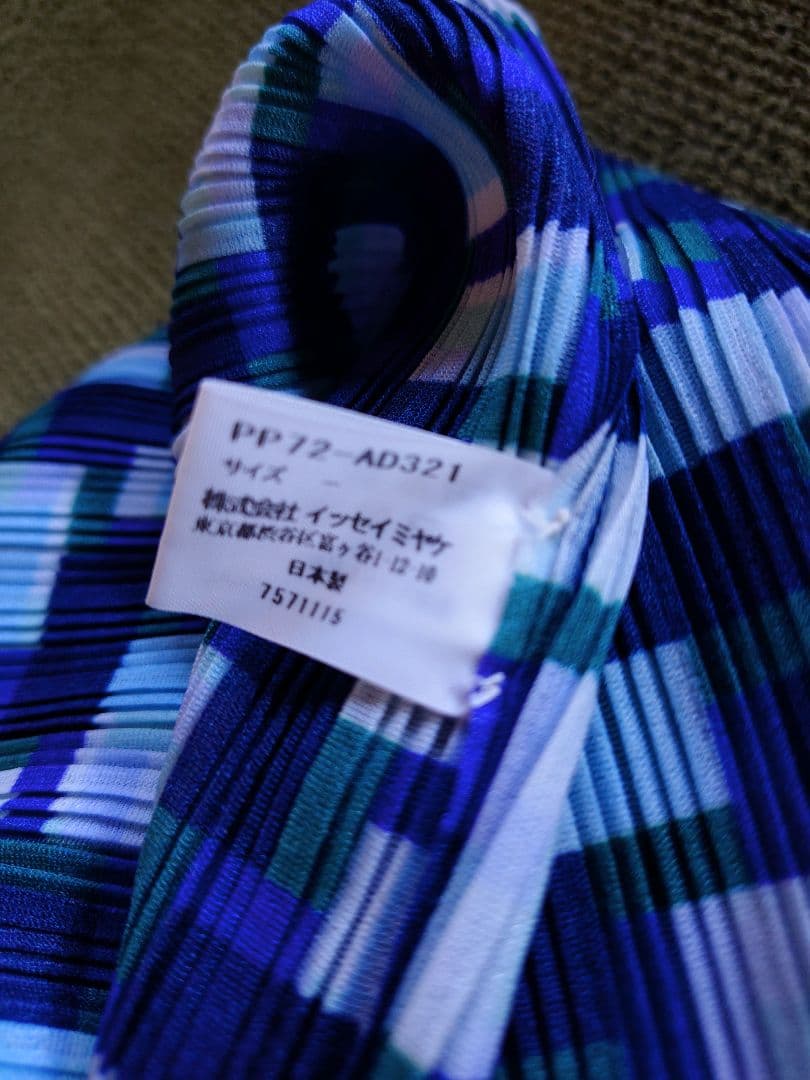 PP72-AD321
サイズ －
株式会社 イッセイ ミヤケ
東京都渋谷区富ヶ谷1-12-10
日本製
7571115